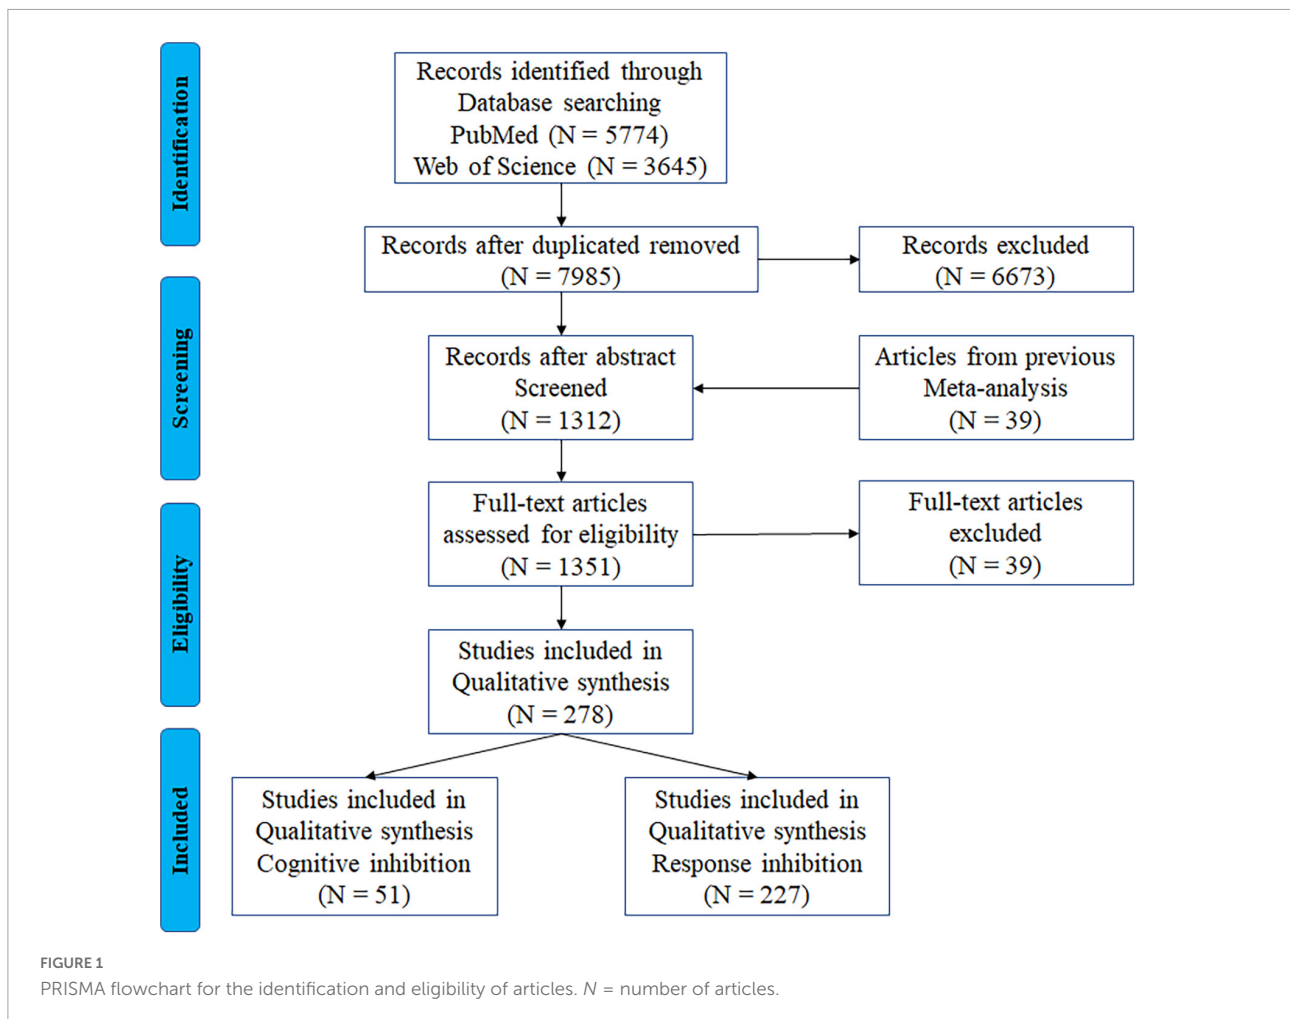 Identification
Records identified through
Database searching
PubMed (N = 5774)
Web of Science (N = 3645)
Records after duplicated removed
(N = 7985)
Records excluded
(N = 6673)
Screening
Records after abstract
Screened
(N = 1312)
Articles from previous
Meta-analysis
(N = 39)
Eligibility
Full-text articles
assessed for eligibility
(N = 1351)
Full-text articles
excluded
(N = 39)
Studies included in
Qualitative synthesis
(N = 278)
Included
Studies included in
Qualitative synthesis
Cognitive inhibition
(N = 51)
Studies included in
Qualitative synthesis
Response inhibition
(N = 227)
FIGURE 1
PRISMA flowchart for the identification and eligibility of articles. N = number of articles.